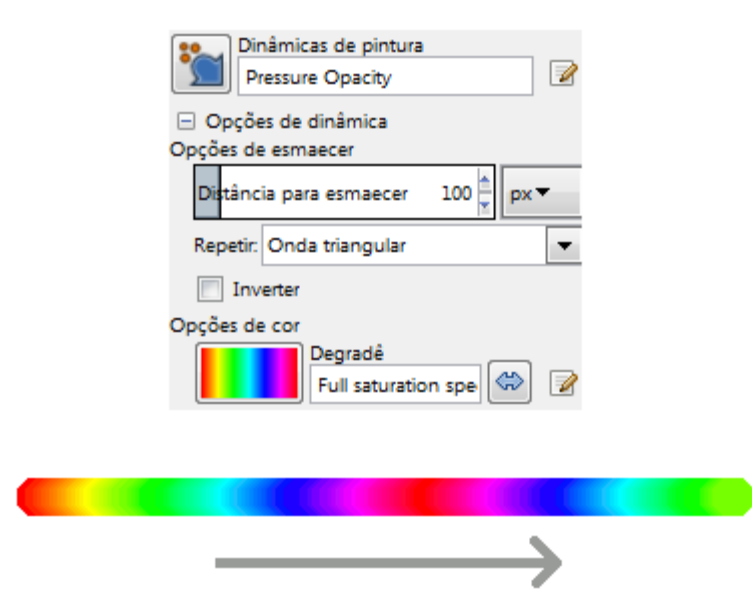 Dinâmicas de pintura
Pressure Opacity
Opções de dinâmica
Opções de esmaecer
Distância para esmaecer 100 px
Repetir: Onda triangular
Inverter
Opções de cor
Degradê
Full saturation spe